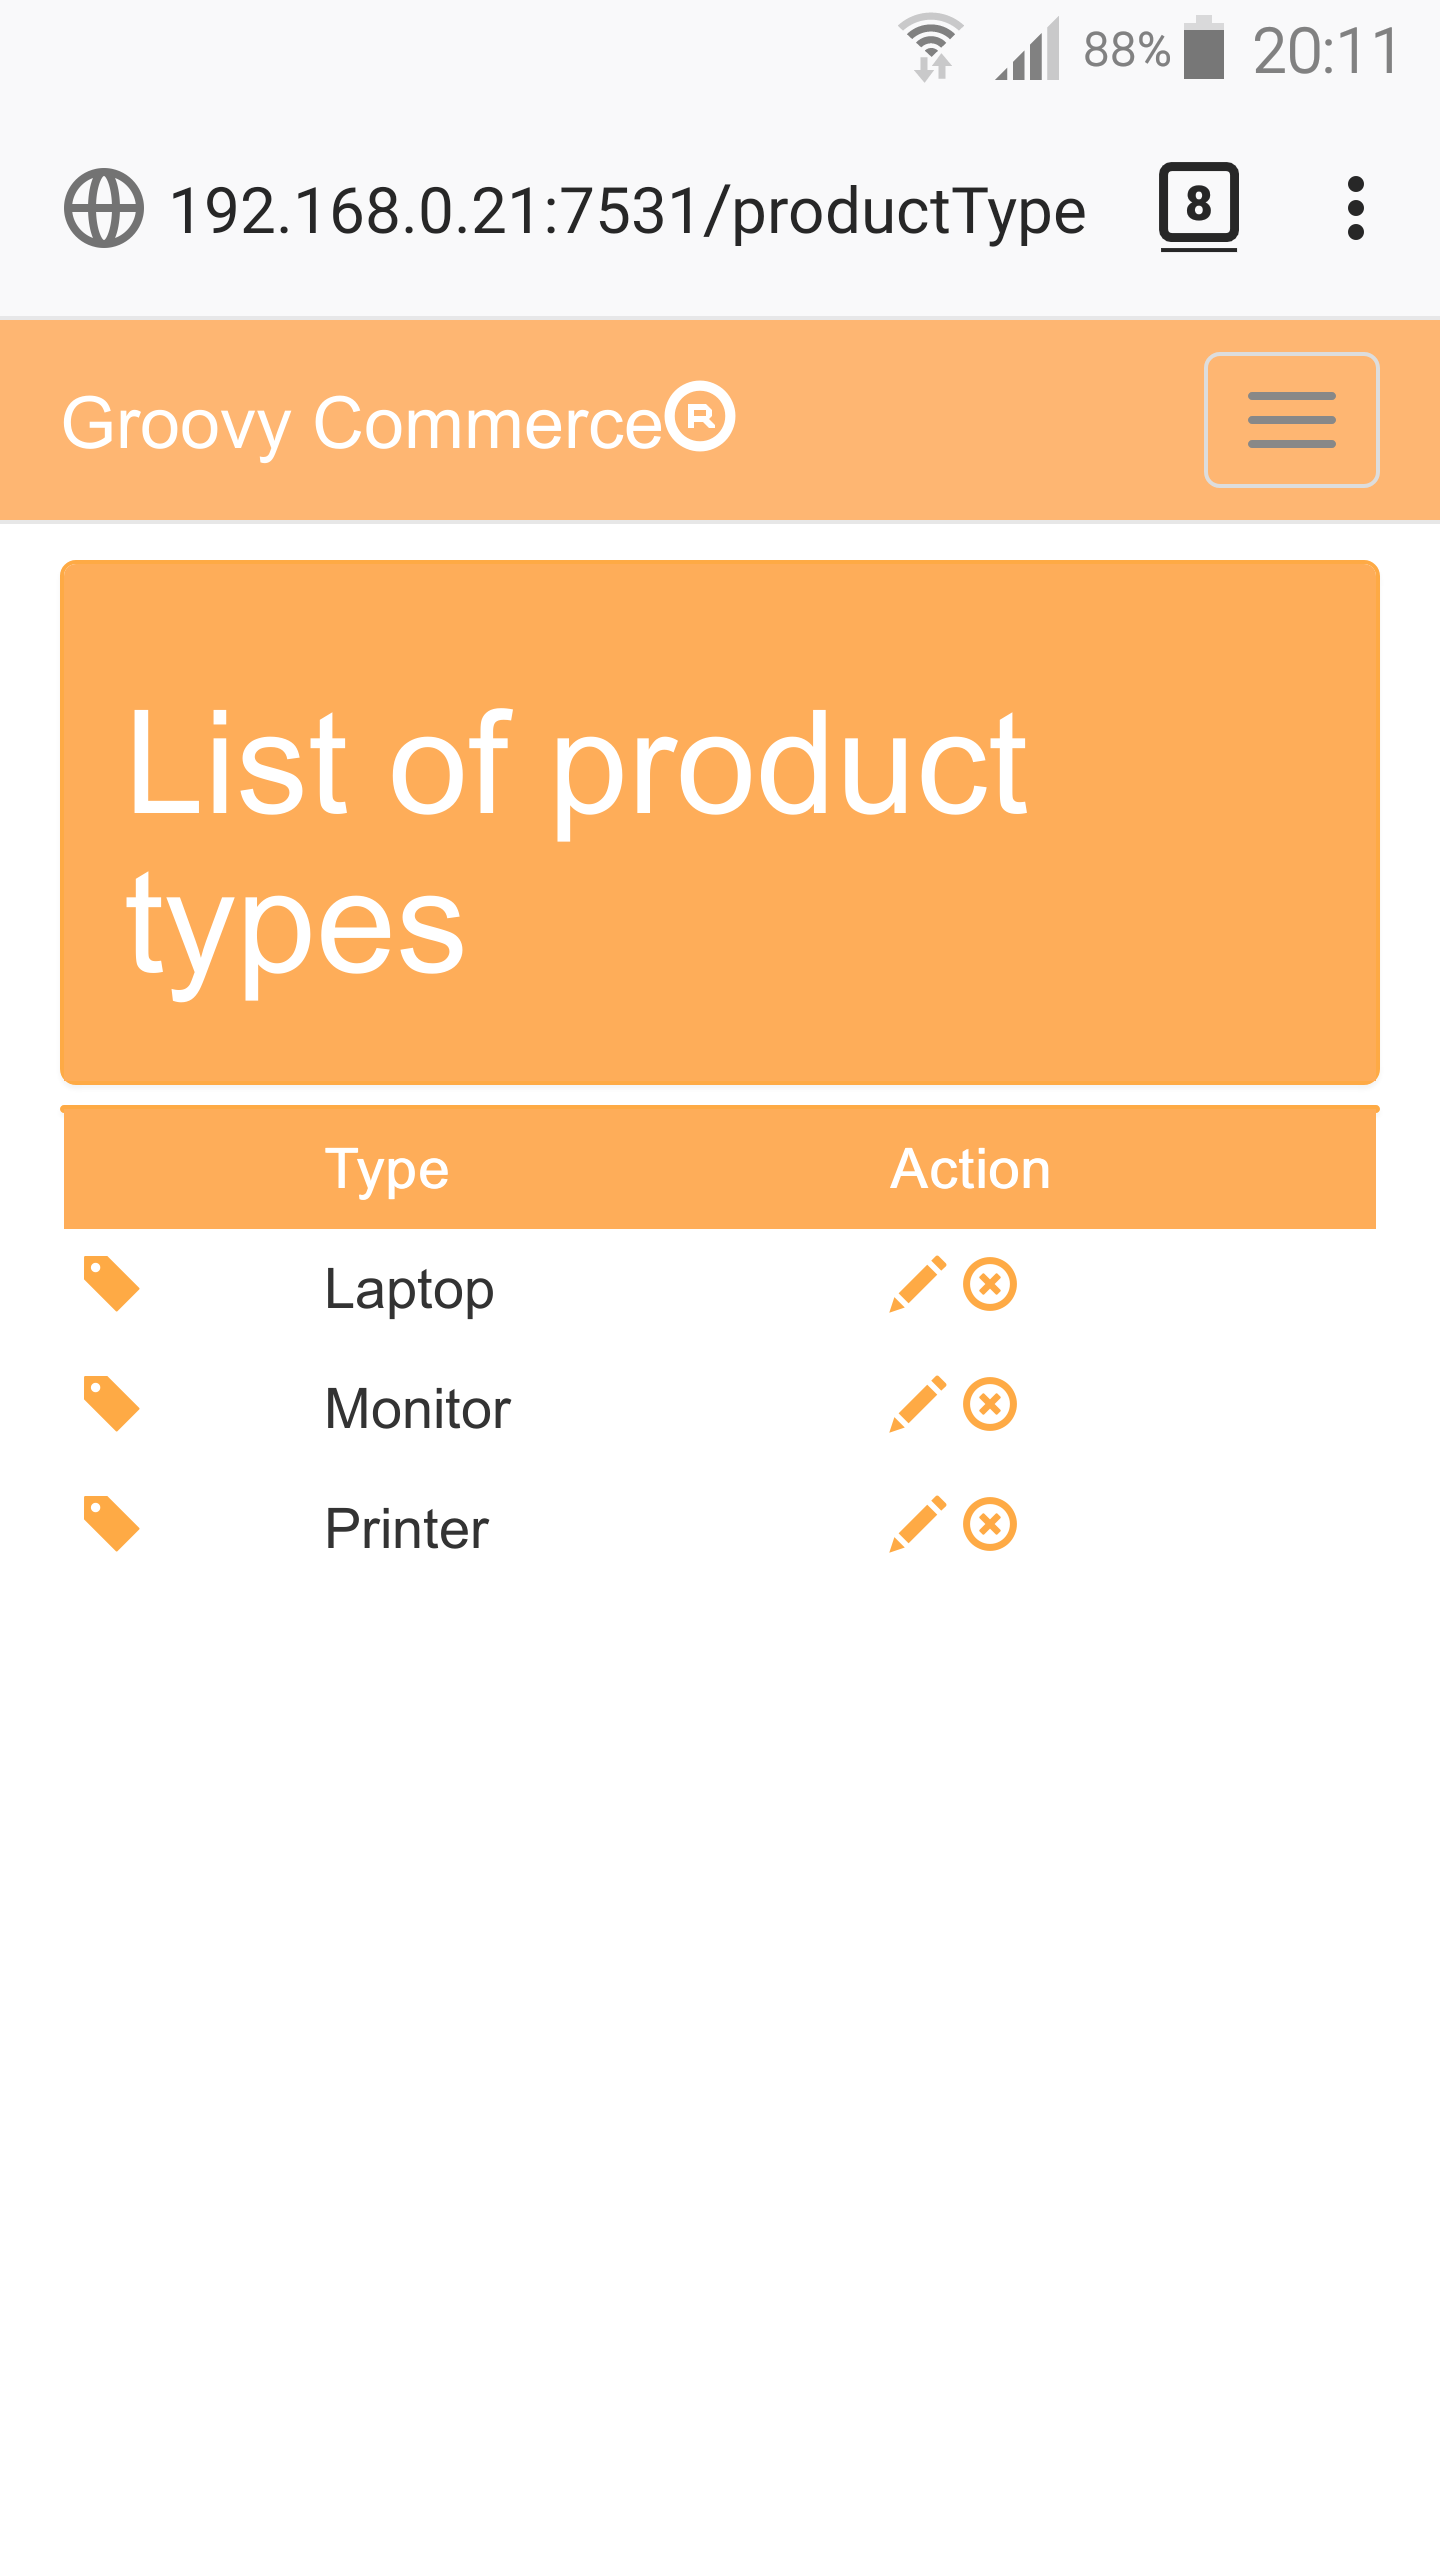 88% 20:11
192.168.0.21:7531/productType 8
Groovy Commerce®
List of product
types
Type Action
Laptop
Monitor
Printer